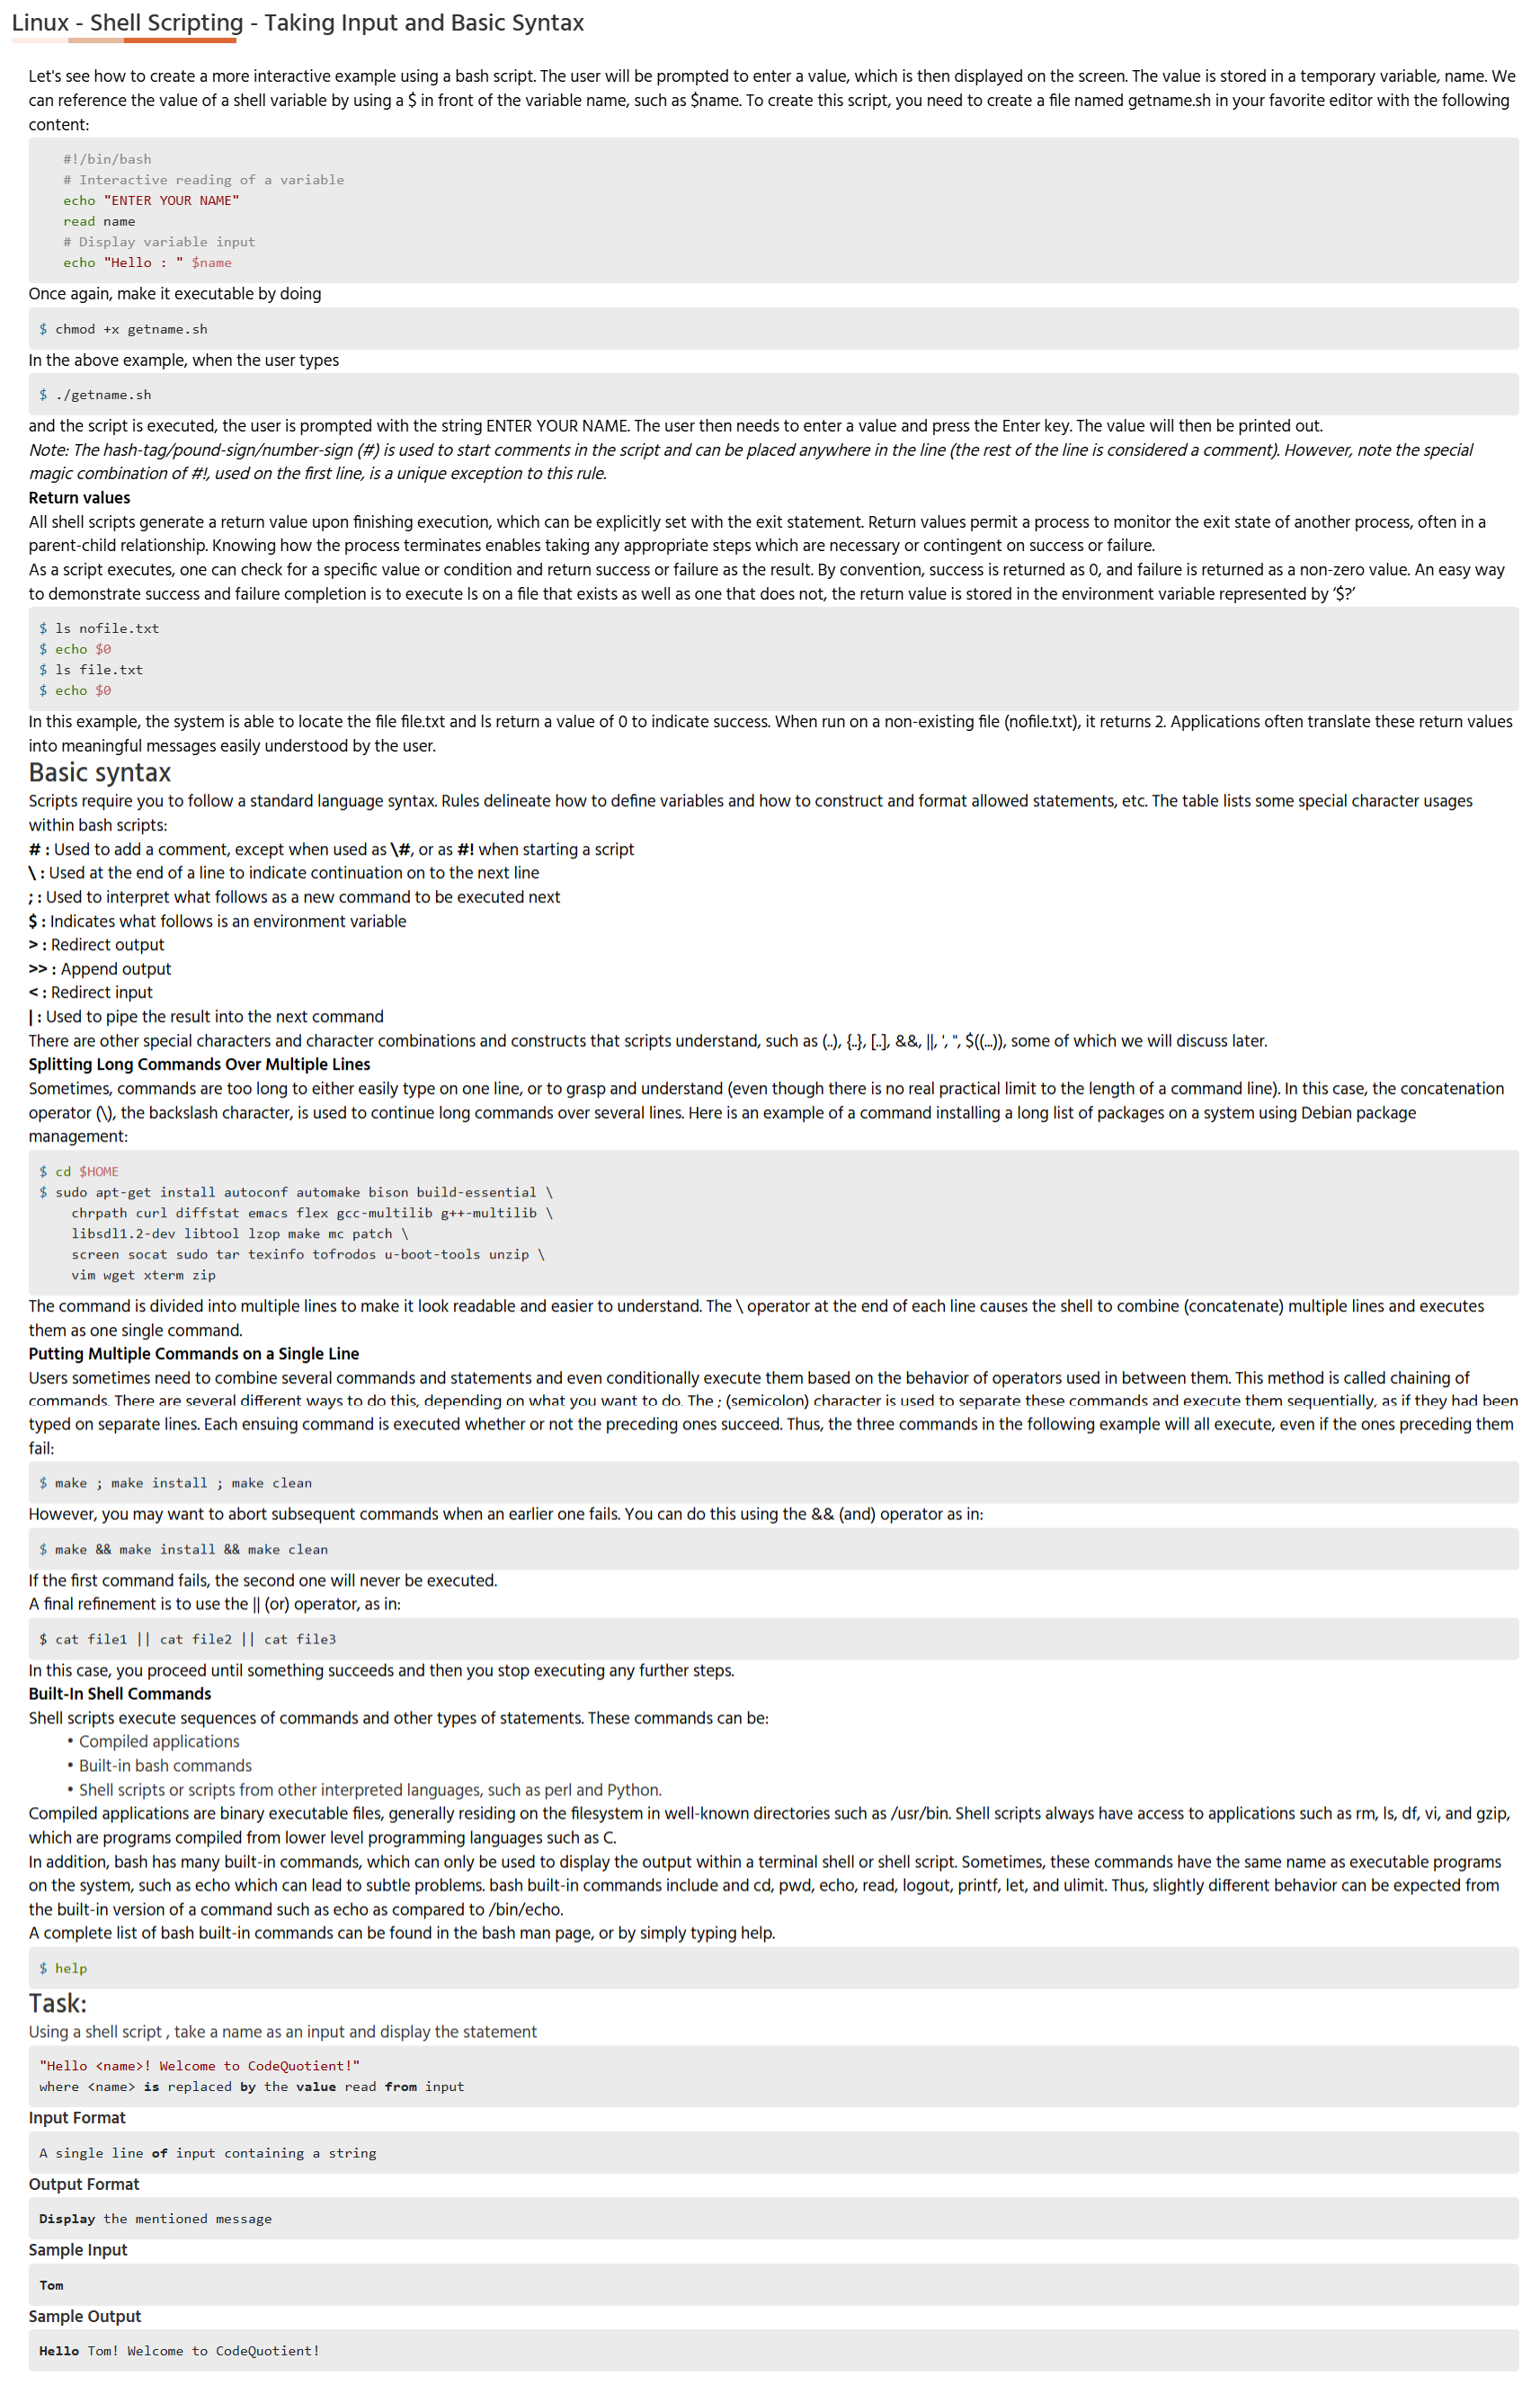 Linux - Shell Scripting - Taking Input and Basic Syntax
Let's see how to create a more interactive example using a bash script. The user will be prompted to enter a value, which is then displayed on the screen. The value is stored in a temporary variable, name. We
can reference the value of a shell variable by using a $ in front of the variable name, such as $name. To create this script, you need to create a file named getname.sh in your favorite editor with the following
content:
#!/bin/bash
# Interactive reading of a variable
echo "ENTER YOUR NAME"
read name
# Display variable input
echo "Hello : " $name
Once again, make it executable by doing
$ chmod +x getname.sh
In the above example, when the user types
$ ./getname.sh
and the script is executed, the user is prompted with the string ENTER YOUR NAME. The user then needs to enter a value and press the Enter key. The value will then be printed out.
Note: The hash-tag/pound-sign/number-sign (#) is used to start comments in the script and can be placed anywhere in the line (the rest of the line is considered a comment). However, note the special
magic combination of #!, used on the first line, is a unique exception to this rule.
Return values
All shell scripts generate a return value upon finishing execution, which can be explicitly set with the exit statement. Return values permit a process to monitor the exit state of another process, often in a
parent-child relationship. Knowing how the process terminates enables taking any appropriate steps which are necessary or contingent on success or failure.
As a script executes, one can check for a specific value or condition and return success or failure as the result. By convention, success is returned as 0, and failure is returned as a non-zero value. An easy way
to demonstrate success and failure completion is to execute ls on a file that exists as well as one that does not, the return value is stored in the environment variable represented by ‘$?’
$ ls nofile.txt
$ echo $0
$ ls file.txt
$ echo $0
In this example, the system is able to locate the file file.txt and ls return a value of 0 to indicate success. When run on a non-existing file (nofile.txt), it returns 2. Applications often translate these return values
into meaningful messages easily understood by the user.
Basic syntax
Scripts require you to follow a standard language syntax. Rules delineate how to define variables and how to construct and format allowed statements, etc. The table lists some special character usages
within bash scripts:
# : Used to add a comment, except when used as \#, or as #! when starting a script
\ : Used at the end of a line to indicate continuation on to the next line
; : Used to interpret what follows as a new command to be executed next
$ : Indicates what follows is an environment variable
> : Redirect output
>> : Append output
< : Redirect input
| : Used to pipe the result into the next command
There are other special characters and character combinations and constructs that scripts understand, such as (..), {..}, [..], &&, ||, ', ", $((...)), some of which we will discuss later.
Splitting Long Commands Over Multiple Lines
Sometimes, commands are too long to either easily type on one line, or to grasp and understand (even though there is no real practical limit to the length of a command line). In this case, the concatenation
operator (\), the backslash character, is used to continue long commands over several lines. Here is an example of a command installing a long list of packages on a system using Debian package
management:
$ cd $HOME
$ sudo apt-get install autoconf automake bison build-essential \
chrpath curl diffstat emacs flex gcc-multilib g++-multilib \
libsdl1.2-dev libtool lzop make mc patch \
screen socat sudo tar texinfo tofrodos u-boot-tools unzip \
vim wget xterm zip
The command is divided into multiple lines to make it look readable and easier to understand. The \ operator at the end of each line causes the shell to combine (concatenate) multiple lines and executes
them as one single command.
Putting Multiple Commands on a Single Line
Users sometimes need to combine several commands and statements and even conditionally execute them based on the behavior of operators used in between them. This method is called chaining of
commands. There are several different ways to do this, depending on what you want to do. The ; (semicolon) character is used to separate these commands and execute them sequentially, as if they had been
typed on separate lines. Each ensuing command is executed whether or not the preceding ones succeed. Thus, the three commands in the following example will all execute, even if the ones preceding them
fail:
$ make ; make install ; make clean
However, you may want to abort subsequent commands when an earlier one fails. You can do this using the && (and) operator as in:
$ make && make install && make clean
If the first command fails, the second one will never be executed.
A final refinement is to use the || (or) operator, as in:
$ cat file1 || cat file2 || cat file3
In this case, you proceed until something succeeds and then you stop executing any further steps.
Built-In Shell Commands
Shell scripts execute sequences of commands and other types of statements. These commands can be:
• Compiled applications
• Built-in bash commands
• Shell scripts or scripts from other interpreted languages, such as perl and Python.
Compiled applications are binary executable files, generally residing on the filesystem in well-known directories such as /usr/bin. Shell scripts always have access to applications such as rm, ls, df, vi, and gzip,
which are programs compiled from lower level programming languages such as C.
In addition, bash has many built-in commands, which can only be used to display the output within a terminal shell or shell script. Sometimes, these commands have the same name as executable programs
on the system, such as echo which can lead to subtle problems. bash built-in commands include and cd, pwd, echo, read, logout, printf, let, and ulimit. Thus, slightly different behavior can be expected from
the built-in version of a command such as echo as compared to /bin/echo.
A complete list of bash built-in commands can be found in the bash man page, or by simply typing help.
$ help
Task:
Using a shell script , take a name as an input and display the statement
"Hello <name>! Welcome to CodeQuotient!"
where <name> is replaced by the value read from input
Input Format
A single line of input containing a string
Output Format
Display the mentioned message
Sample Input
Tom
Sample Output
Hello Tom! Welcome to CodeQuotient!